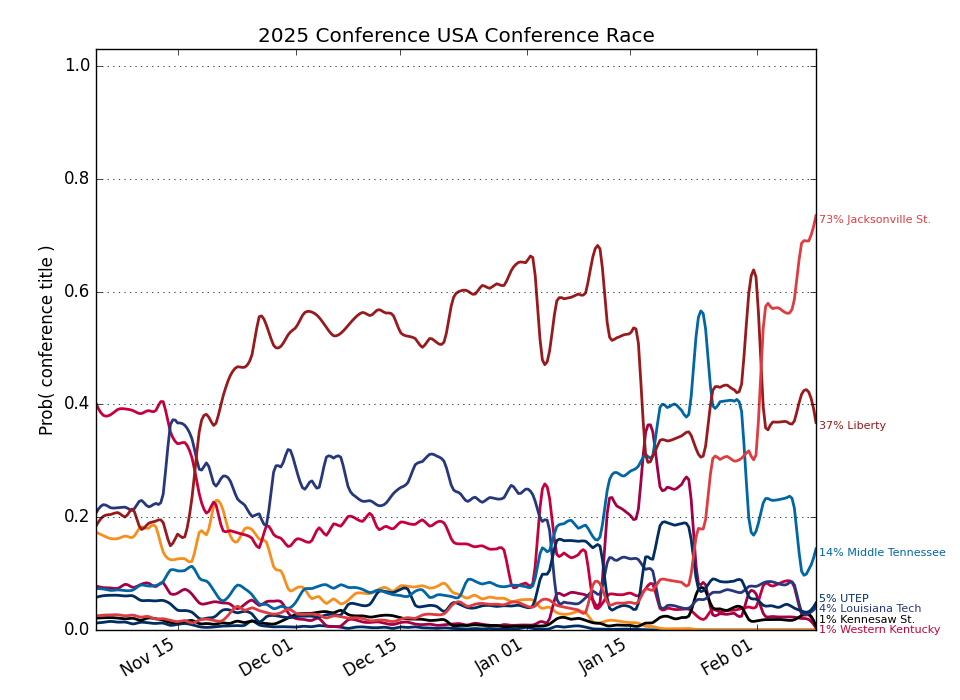 2025 Conference USA Conference Race
Prob( conference title )
1.0
0.8
0.6
0.4
0.2
0.0
Nov 15
Dec 01
Dec 15
Jan 01
Jan 15
Feb 01
73% Jacksonville St.
37% Liberty
14% Middle Tennessee
5% UTEP
4% Louisiana Tech
1% Kennesaw St.
1% Western Kentucky